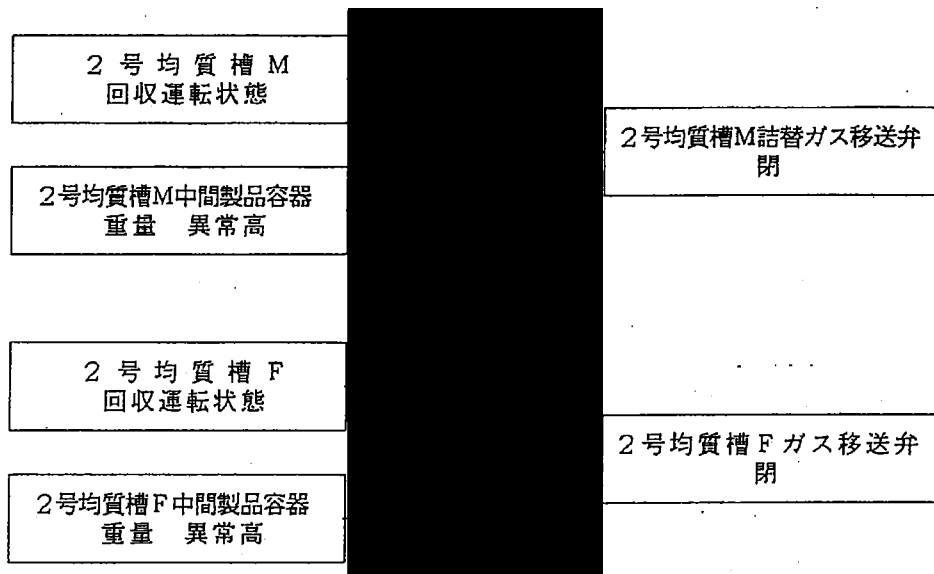 2号均質槽M
回収運転状態
2号均質槽M詰替ガス移送弁
閉
2号均質槽M中間製品容器
重量 異常高
2号均質槽F
回収運転状態
2号均質槽Fガス移送弁
閉
2号均質槽F中間製品容器
重量 異常高